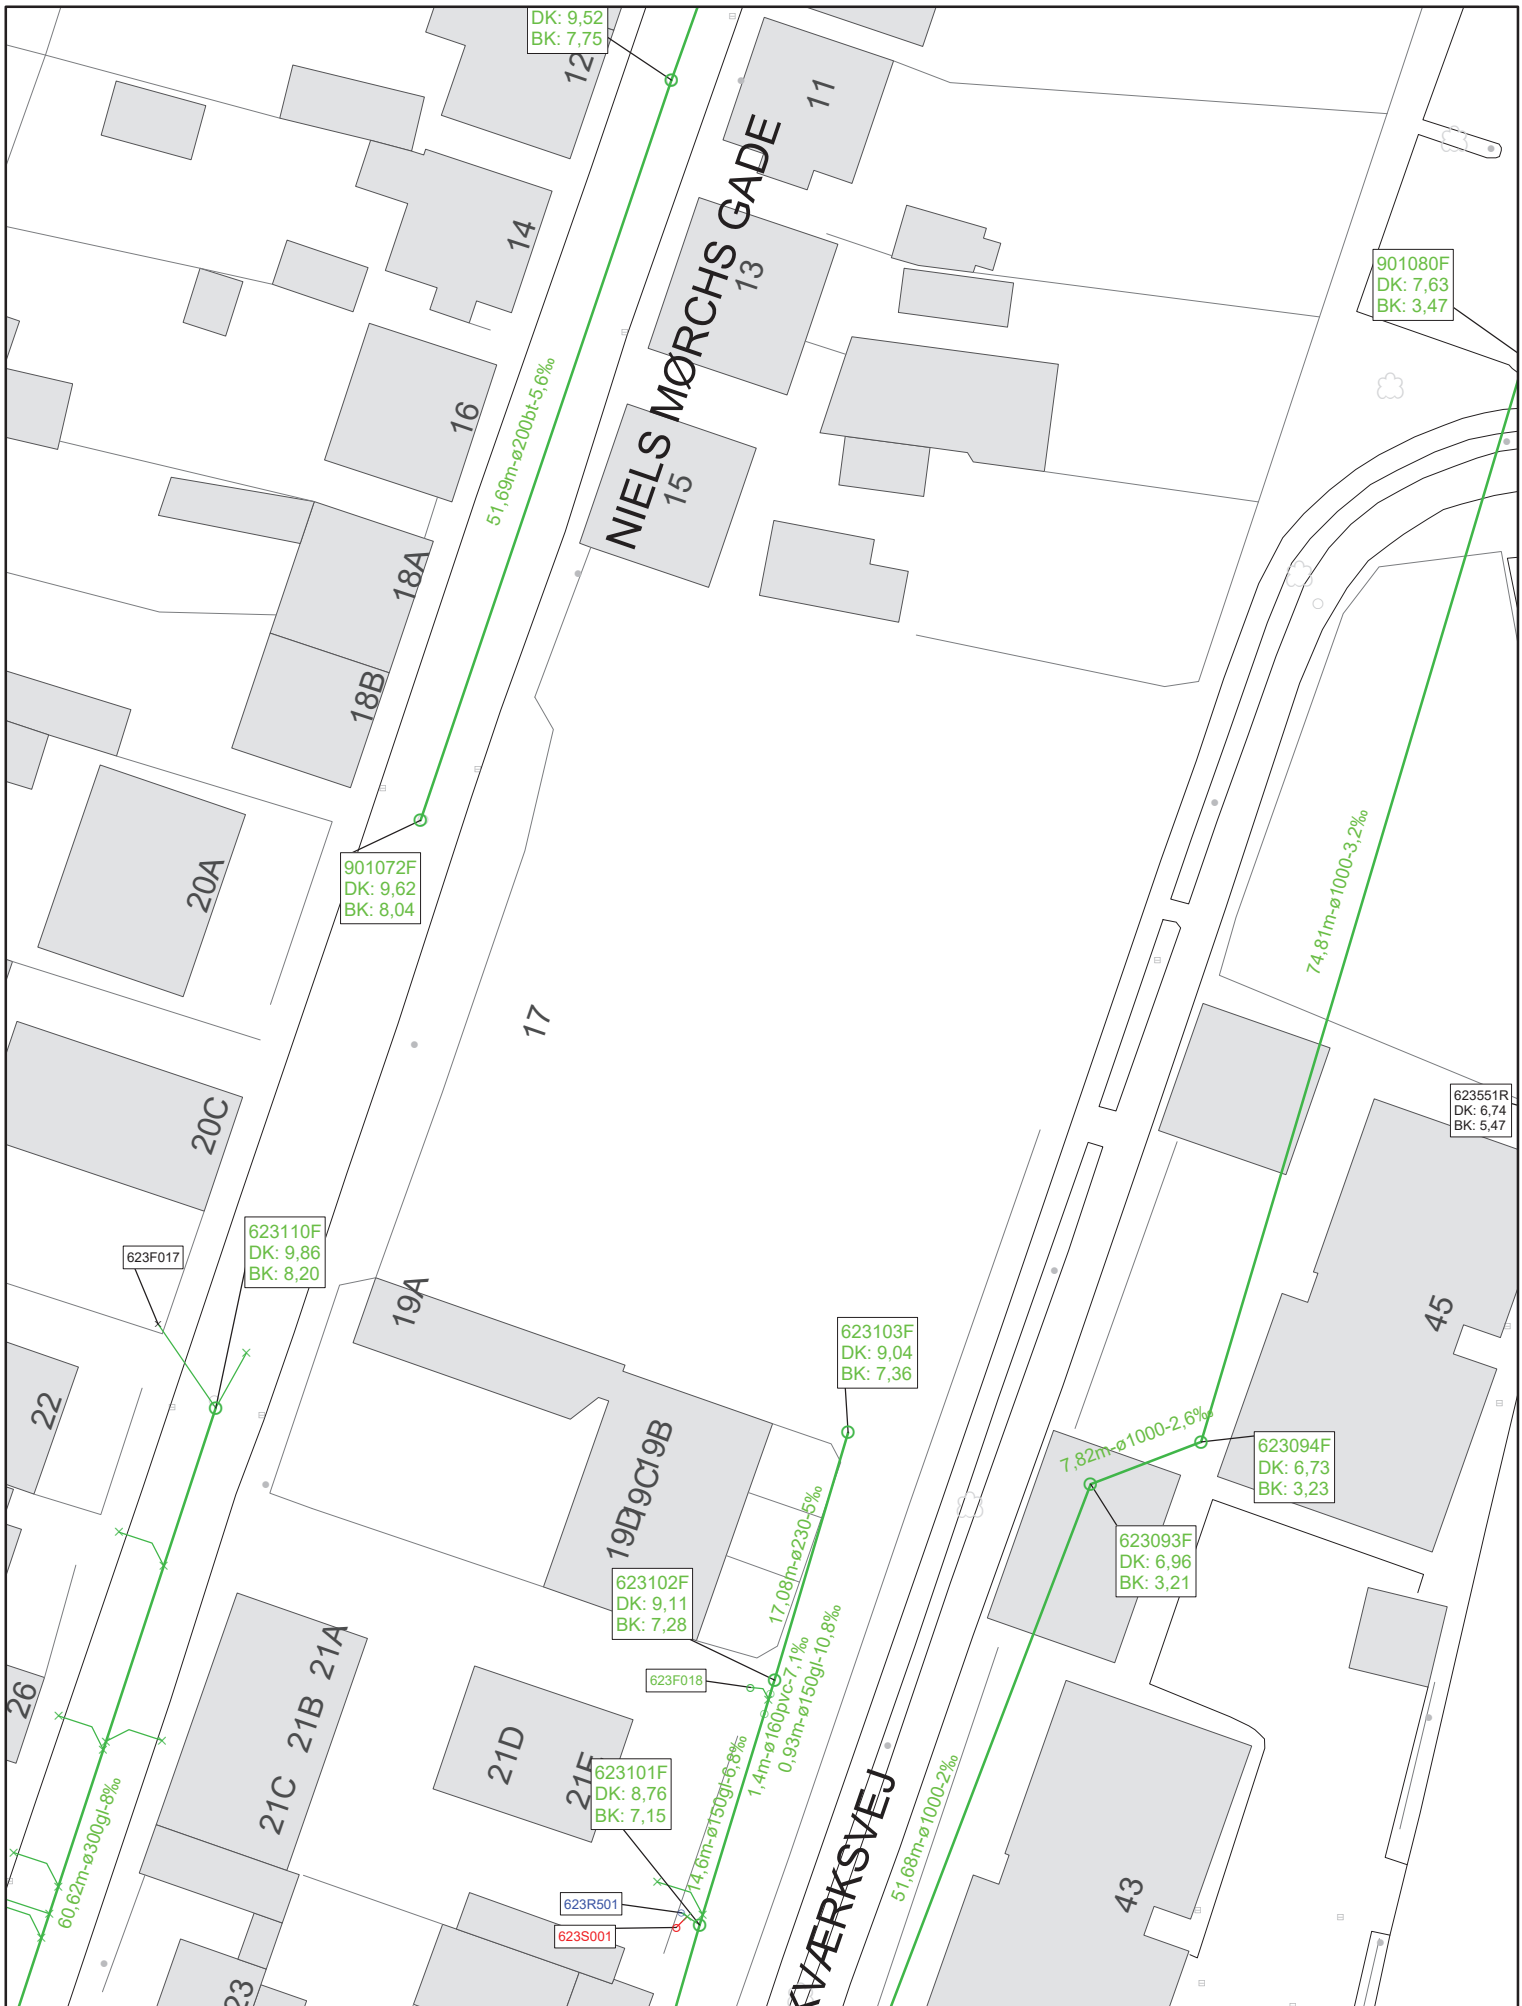 DK: 9,52
BK: 7,75
12
11
NIELS MØRCHS GADE
14
13
901080F
DK: 7,63
BK: 3,47
51,69m-ø200bt-5,6‰
16
15
18A
18B
20A
901072F
DK: 9,62
BK: 8,04
74,81m-ø1000-3,2‰
17
20C
623551R
DK: 6,74
BK: 5,47
623F017
623110F
DK: 9,86
BK: 8,20
19A
45
623103F
DK: 9,04
BK: 7,36
22
19B
19C
19D
7,82m-ø1000-2,6‰
623094F
DK: 6,73
BK: 3,23
17,08m-ø230-5‰
623093F
DK: 6,96
BK: 3,21
623102F
DK: 9,11
BK: 7,28
21A
21B
21C
26
623F018
1,4m-ø160pvc-7,1‰
0,93m-ø150gl-10,8‰
21D
623101F
DK: 8,76
BK: 7,15
14,6m-ø150gl-6,8‰
60,62m-ø300gl-8‰
51,68m-ø1000-2‰
43
623R501
623S001
KVÆRKSVEJ
23